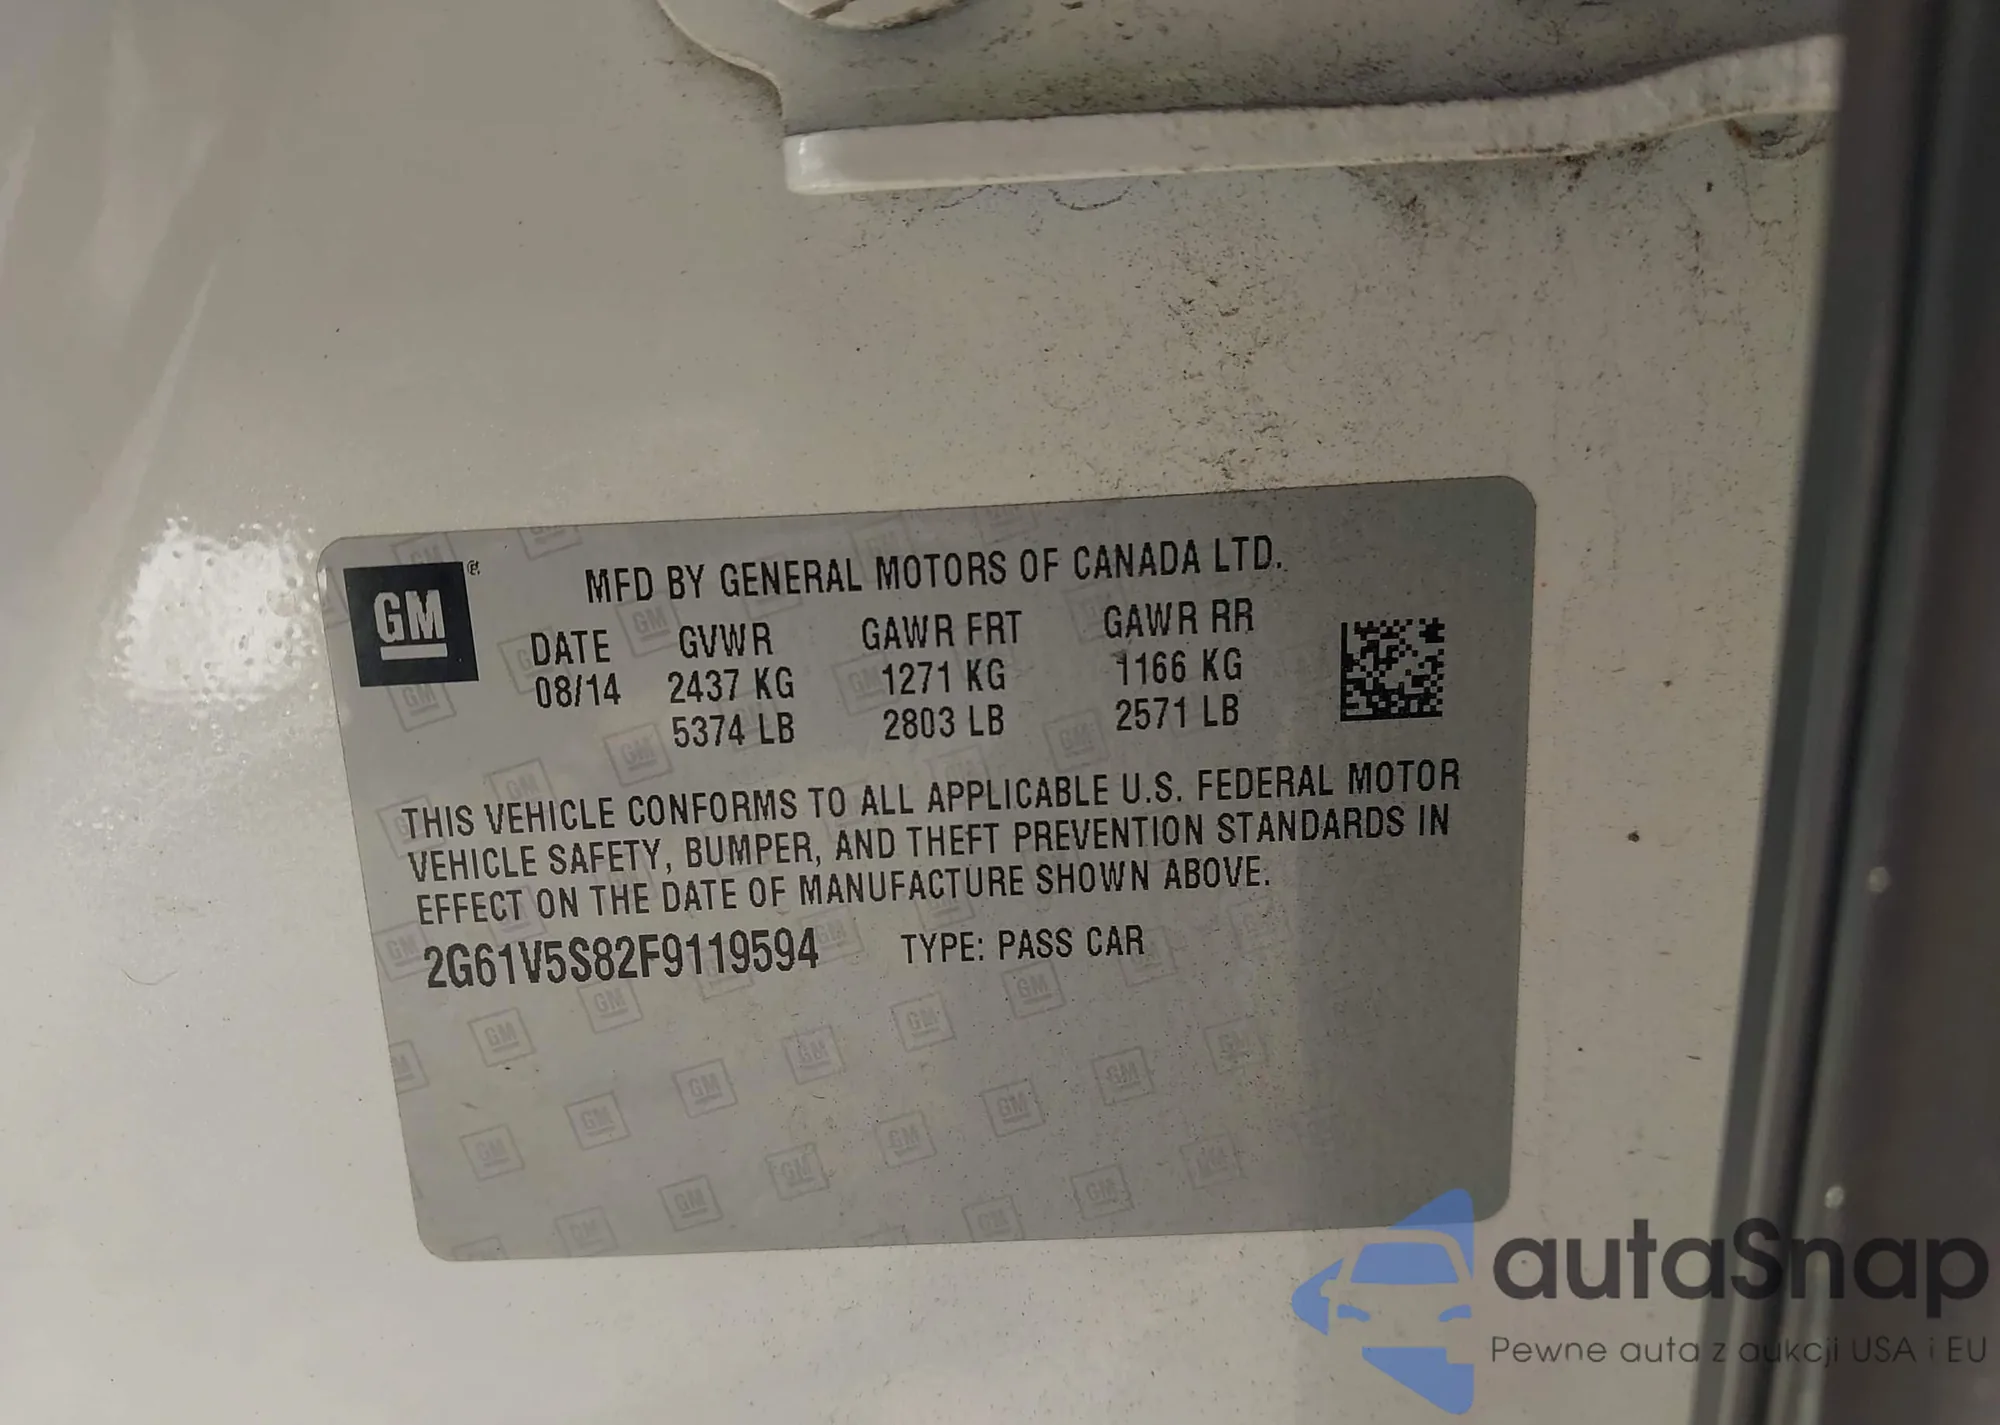 GM
MFD BY GENERAL MOTORS OF CANADA LTD.
DATE GVWR GAWR FRT GAWR RR
08/14 2437 KG 1271 KG 1166 KG
5374 LB 2803 LB 2571 LB
THIS VEHICLE CONFORMS TO ALL APPLICABLE U.S. FEDERAL MOTOR
VEHICLE SAFETY, BUMPER, AND THEFT PREVENTION STANDARDS IN
EFFECT ON THE DATE OF MANUFACTURE SHOWN ABOVE.
2G61V5S82F9119594 TYPE: PASS CAR
autaSnap
Pewne auta z aukcji USA i EU